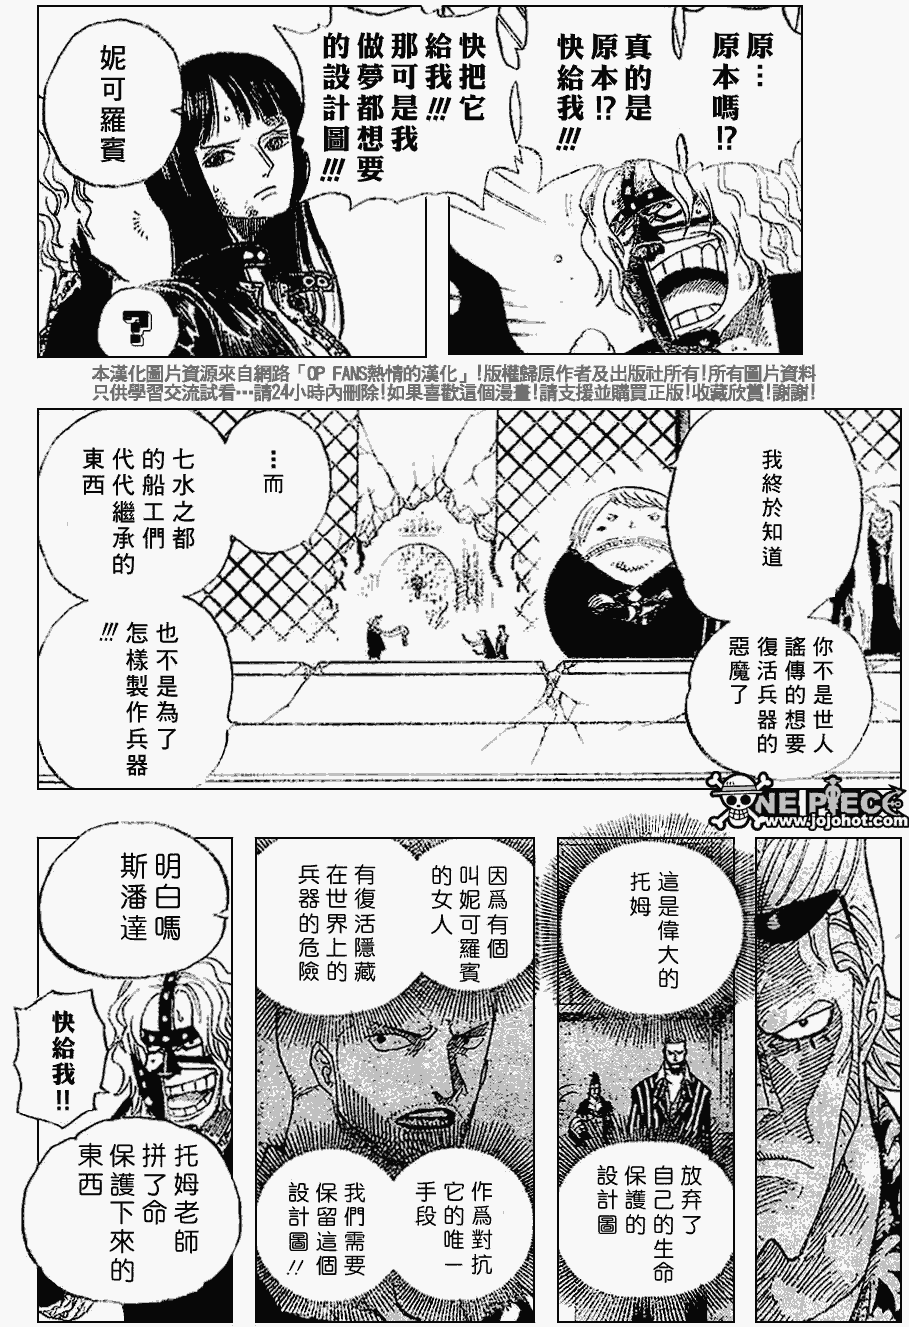 原…
原本嗎!?
真的是
原本!?
快給我!!!
快把它
給我!!!
那可是我
做夢都想要
的設計圖!!!
妮可羅賓
?
本漢化圖片資源來自網路「OP FANS熱情的漢化」!版權歸原作者及出版社所有!所有圖片資料
只供學習交流試看…請24小時內刪除!如果喜歡這個漫畫!請支援並購買正版!收藏欣賞!謝謝!
我終於知道
你不是世人
謠傳的想要
復活兵器的
惡魔了
…而
七水之都
的船工們
代代繼承的
東西
也不是為了
怎樣製作兵器
!!!
ONE PIECE
www.jojohot.com
這是偉大的
托姆
放弃了
自己的生命
保護的
設計圖
因爲有個
叫妮可羅賓
的女人
有復活隱藏
在世界上的
兵器的危險
作爲對抗
它的唯一
手段
我們需要
保留這個
設計圖!!
明白嗎
斯潘達
快給我!!
托姆老師
拼了命
保護下來的
東西